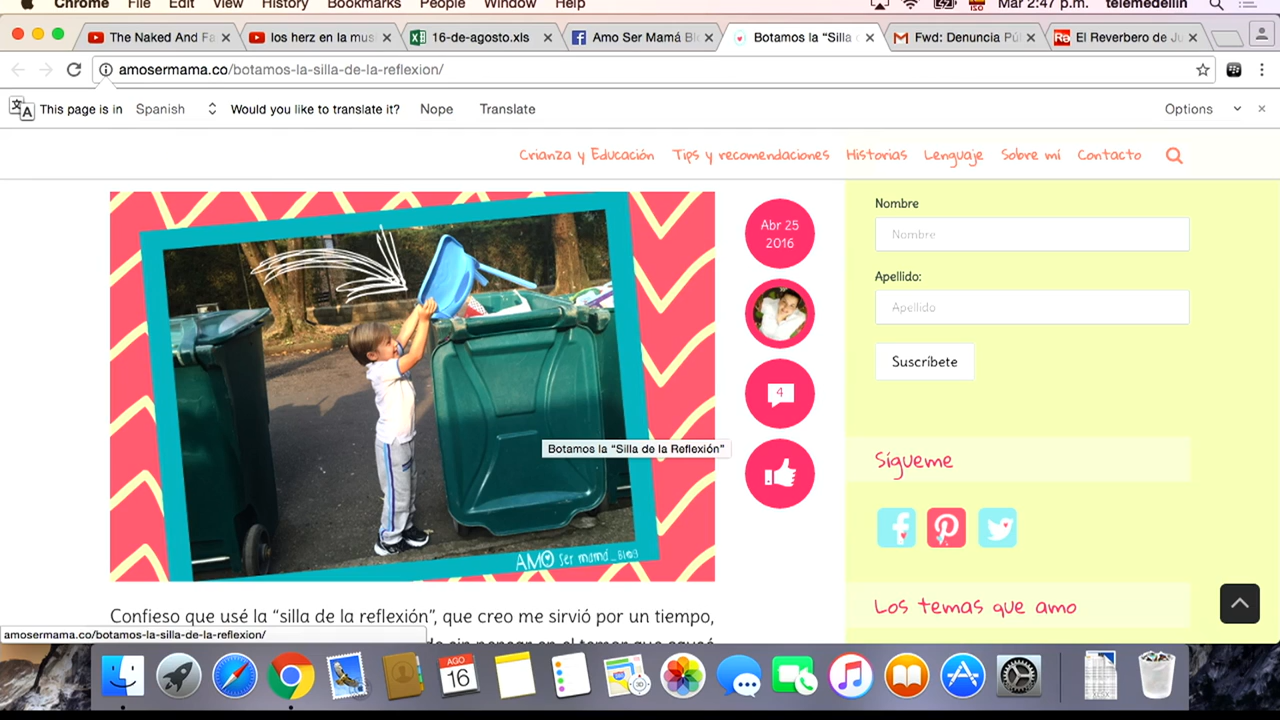 Chrome File Edit View History Bookmarks People Window Help Mar 2:47 p.m. telemedellin
The Naked And Fa
los herz en la mus
16-de-agosto.xls
Amo Ser Mamá Bl
Botamos la “Silla
Fwd: Denuncia Púb
El Reverbero de Ju
amosermama.co/botamos-la-silla-de-la-reflexion/
This page is in Spanish Would you like to translate it? Nope Translate Options
Crianza y Educación Tips y recomendaciones Historias Lenguaje Sobre mí Contacto
Abr 25
2016
4
Botamos la “Silla de la Reflexión”
AMO ser mamá_BlOg
Confieso que usé la “silla de la reflexión”, que creo me sirvió por un tiempo,
amosermama.co/botamos-la-silla-de-la-reflexion/
Nombre
Nombre
Apellido:
Apellido
Suscríbete
Sígueme
Los temas que amo
AGO
16